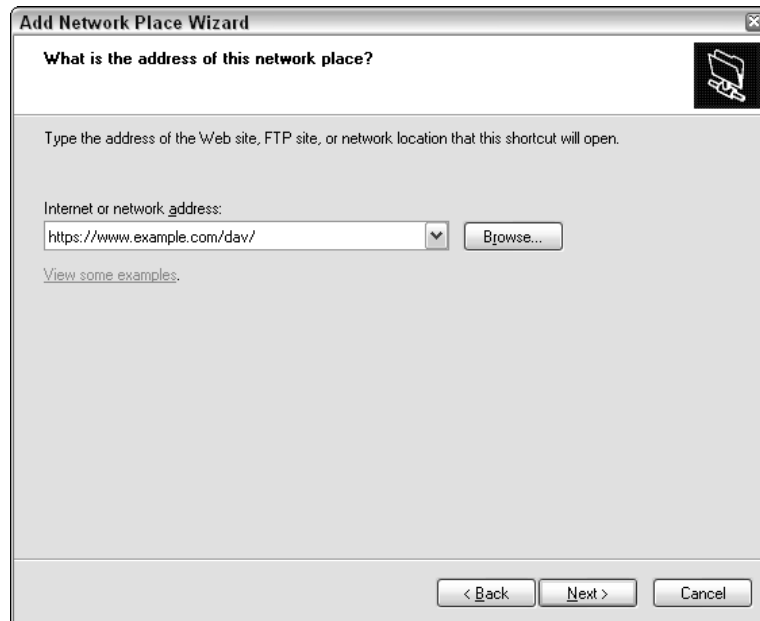 Add Network Place Wizard
What is the address of this network place?
Type the address of the Web site, FTP site, or network location that this shortcut will open.
Internet or network address:
https://www.example.com/dav/
Browse...
View some examples.
< Back
Next >
Cancel